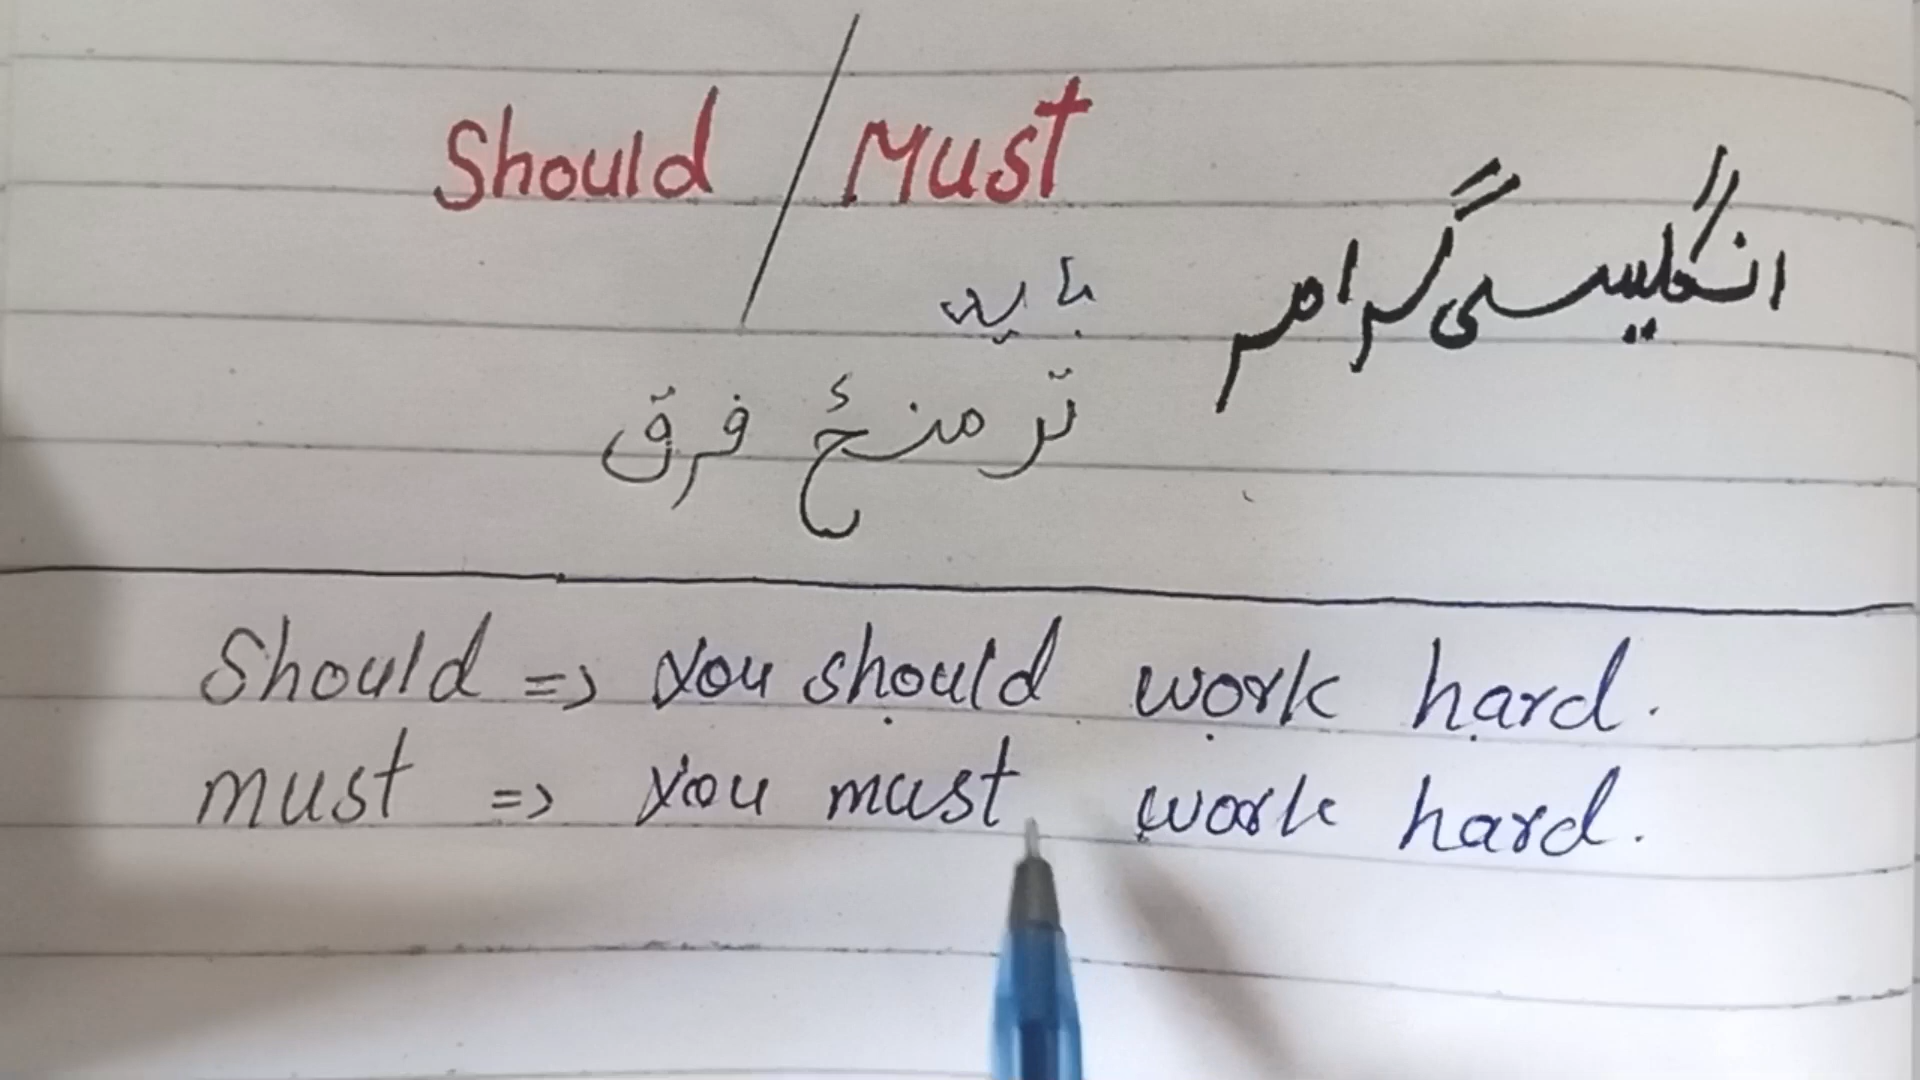 Should / Must
انګلیسي ګرامر
باید
تر منځ فرق
Should => You should work hard.
must => You must work hard.